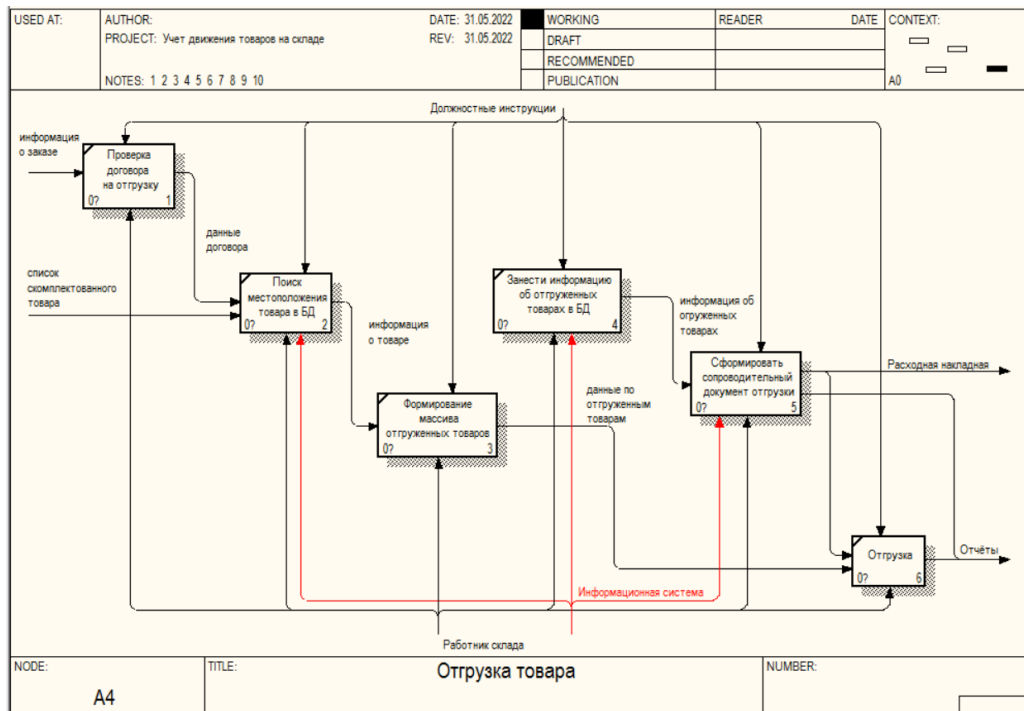 USED AT:
AUTHOR:
DATE: 31.05.2022
PROJECT: Учет движения товаров на складе
REV: 31.05.2022
NOTES: 1 2 3 4 5 6 7 8 9 10
WORKING
DRAFT
RECOMMENDED
PUBLICATION
READER
DATE
CONTEXT:
A0
Должностные инструкции
информация
о заказе
Проверка
договора
на отгрузку
0?
1
данные
договора
список
скомплектованного
товара
Поиск
местоположения
товара в БД
0?
2
информация
о товаре
Занести информацию
об отгруженных
товарах в БД
0?
4
информация об
огруженных
товарах
Сформировать
сопроводительный
документ отгрузки
0?
5
Расходная накладная
Формирование
массива
отгруженных товаров
0?
3
данные по
отгруженным
товарам
Отгрузка
0?
6
Отчёты
Информационная система
Работник склада
NODE:
A4
TITLE:
Отгрузка товара
NUMBER: